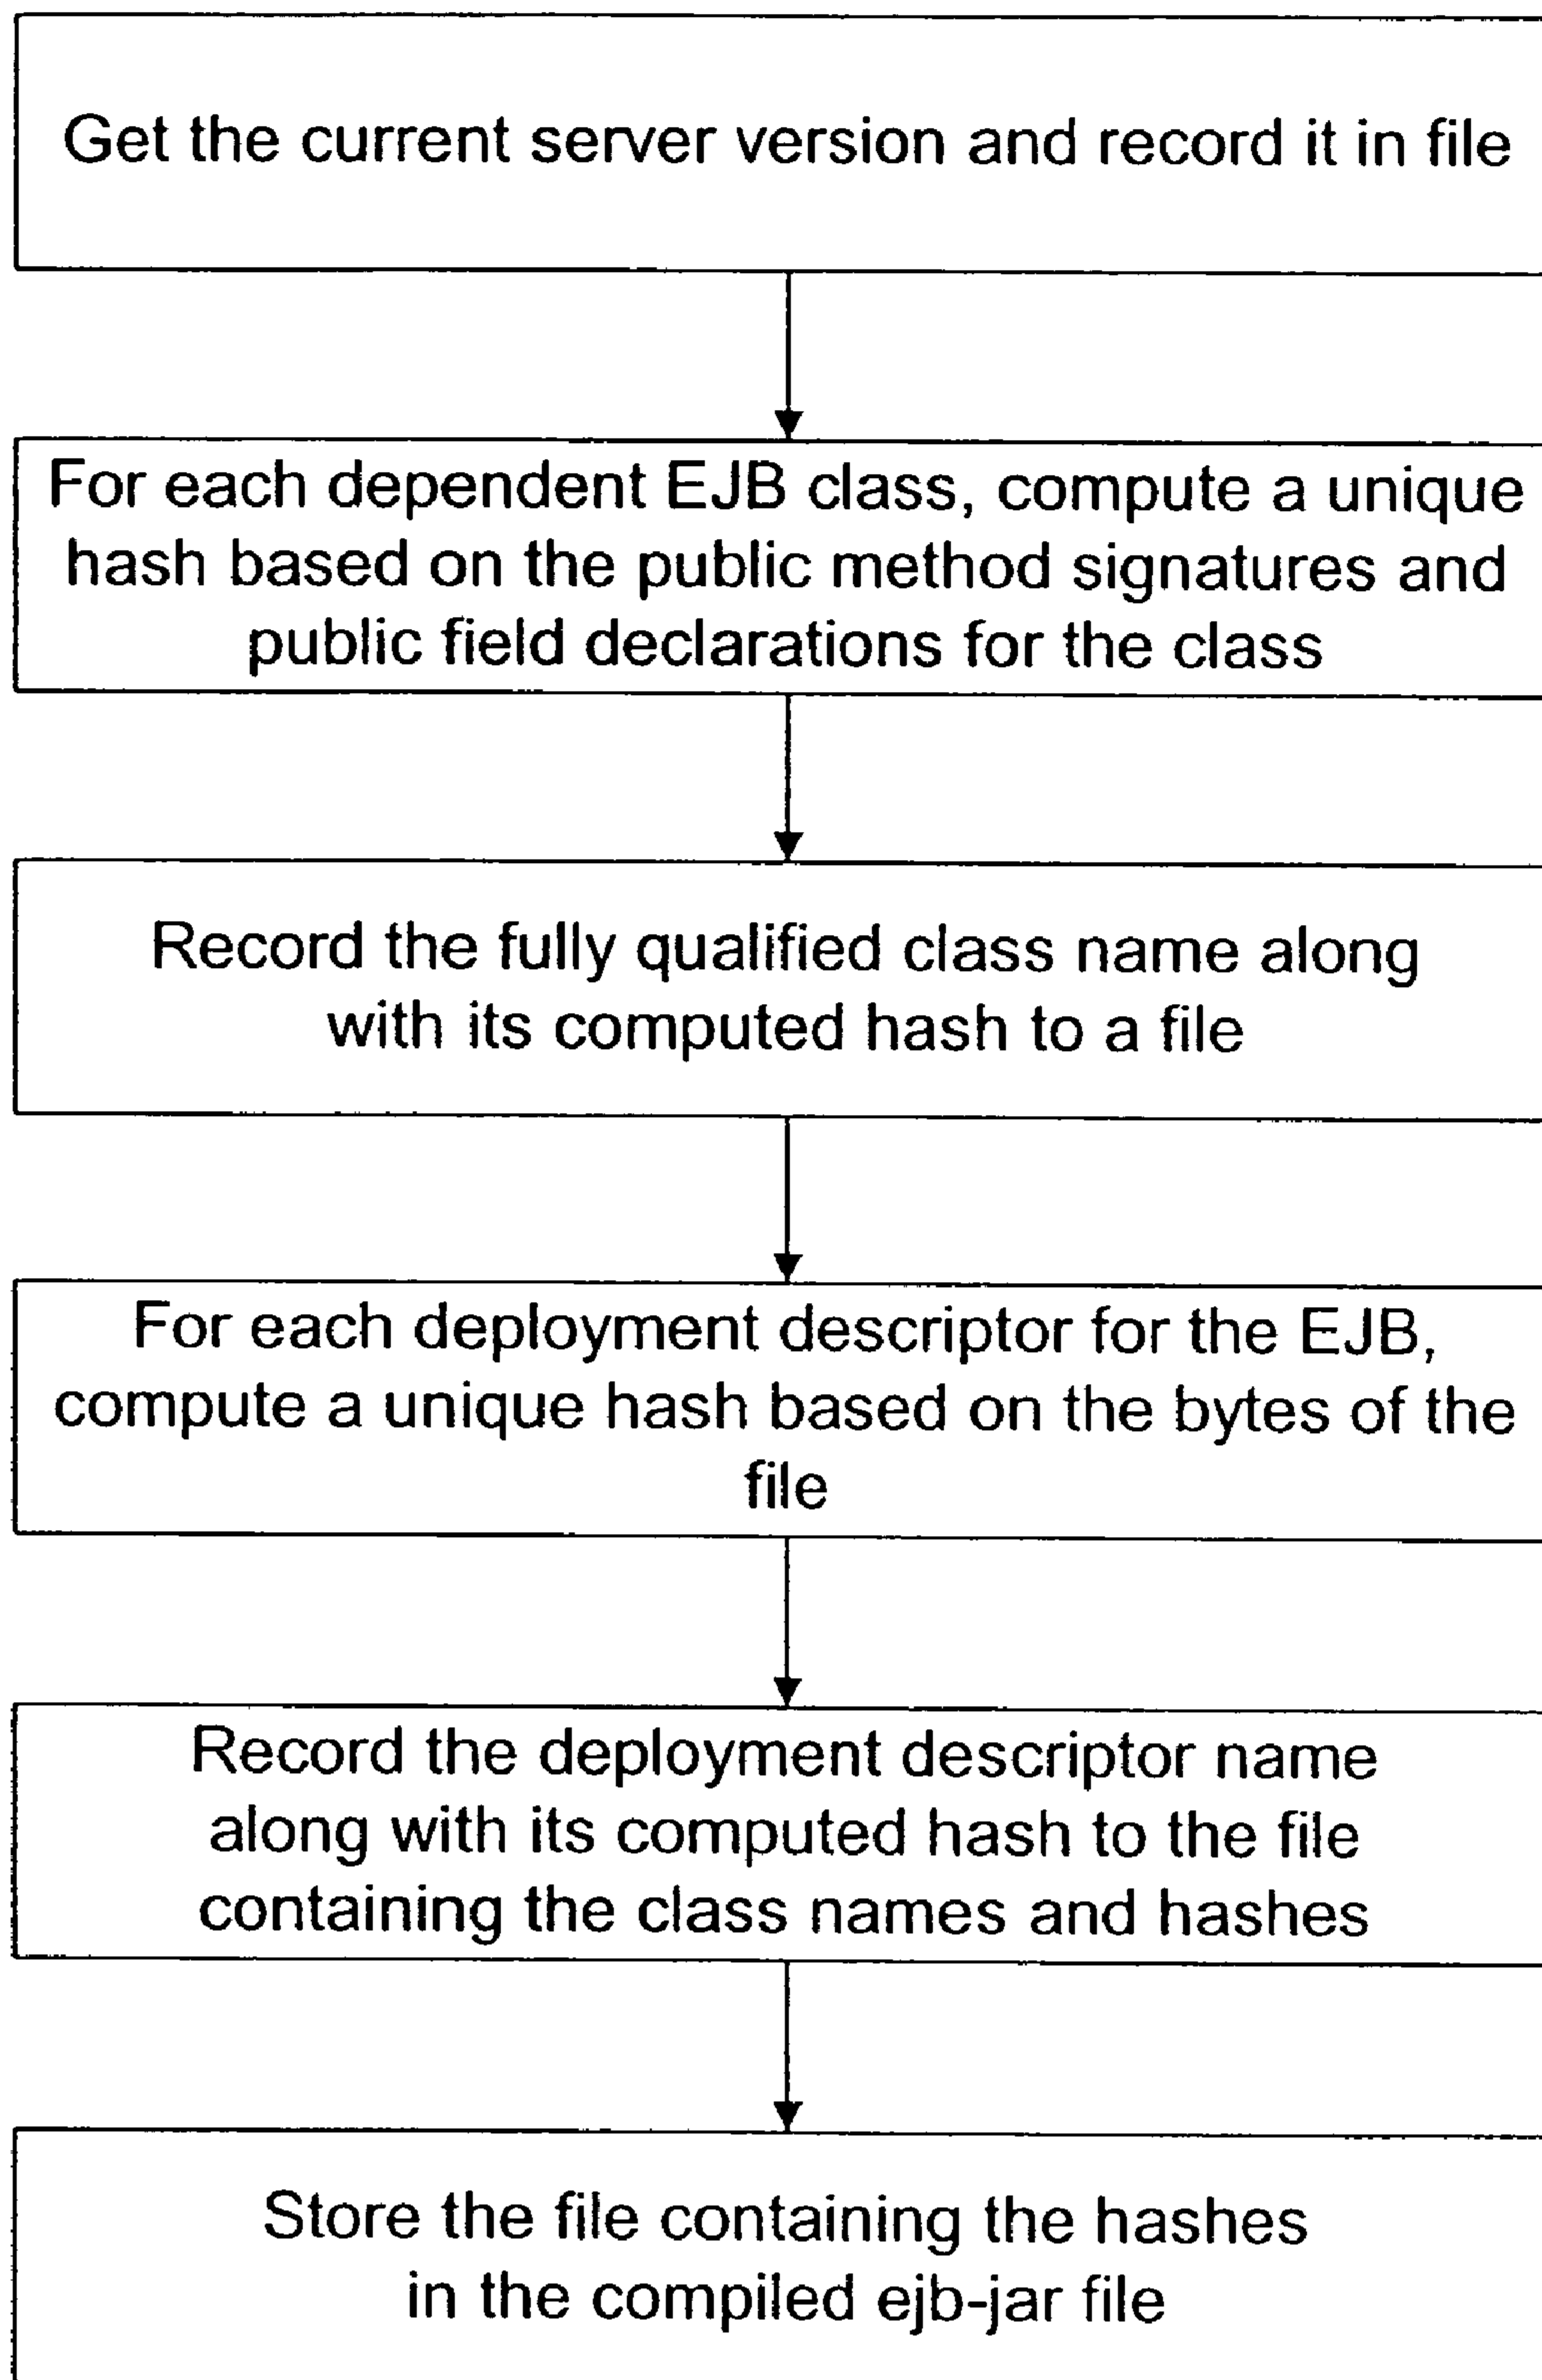 Get the current server version and record it in file
For each dependent EJB class, compute a unique
hash based on the public method signatures and
public field declarations for the class
Record the fully qualified class name along
with its computed hash to a file
For each deployment descriptor for the EJB,
compute a unique hash based on the bytes of the
file
Record the deployment descriptor name
along with its computed hash to the file
containing the class names and hashes
Store the file containing the hashes
in the compiled ejb-jar file